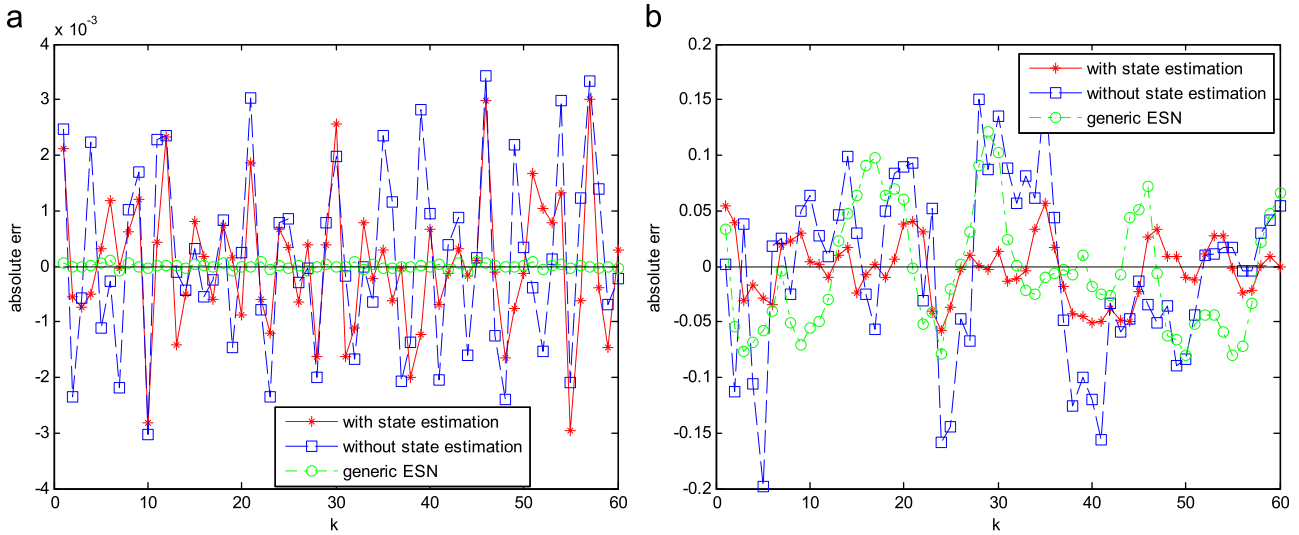 a
x 10-3
4
3
2
1
0
-1
-2
-3
-4
absolute err
0
10
20
30
40
50
60
k
with state estimation
without state estimation
generic ESN
b
0.2
0.15
0.1
0.05
0
-0.05
-0.1
-0.15
-0.2
absolute err
0
10
20
30
40
50
60
k
with state estimation
without state estimation
generic ESN